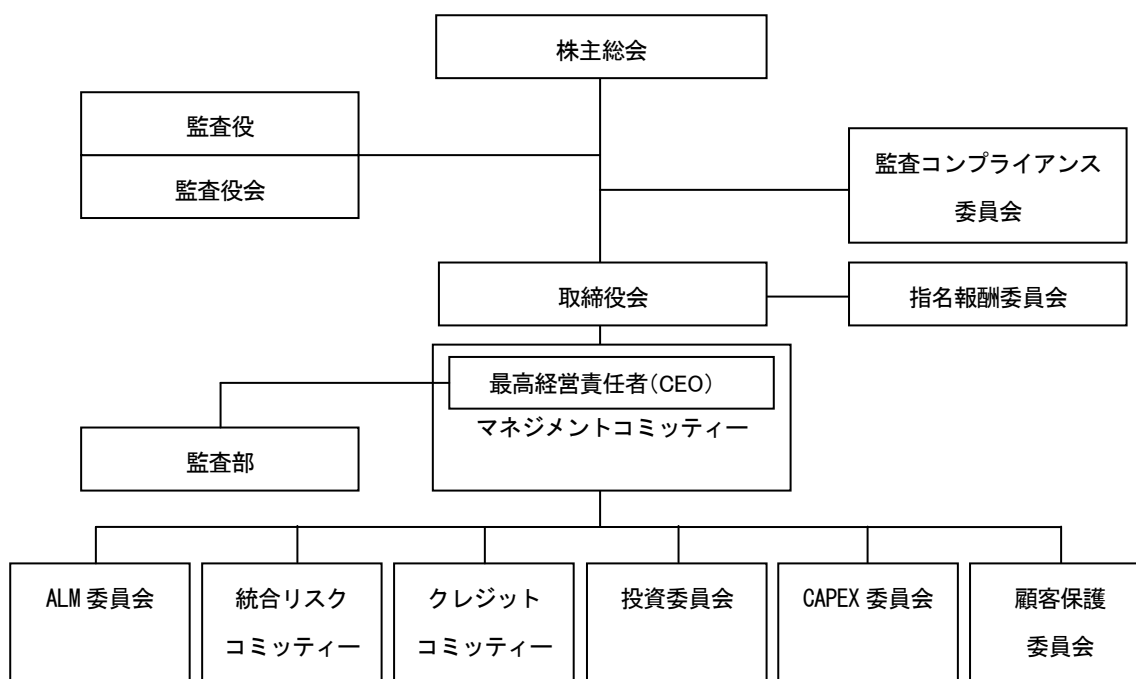 株主総会
監査役
監査役会
監査コンプライアンス
委員会
取締役会
指名報酬委員会
最高経営責任者(CEO)
マネジメントコミッティー
監査部
ALM 委員会
統合リスク
コミッティー
クレジット
コミッティー
投資委員会
CAPEX 委員会
顧客保護
委員会